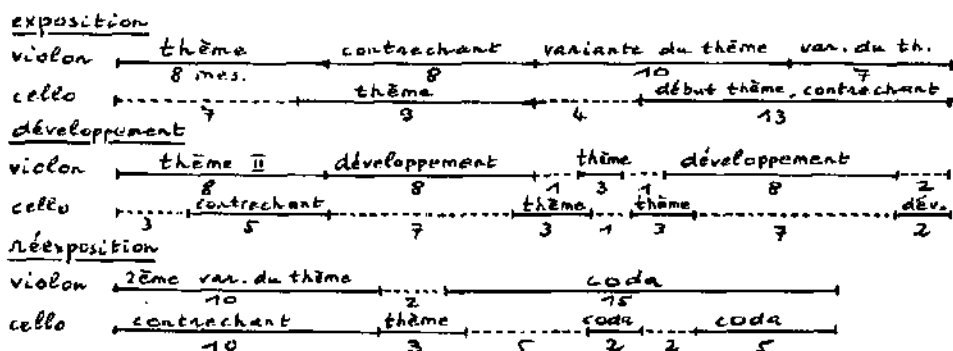 exposition
violon thème contrechant variante du thème var. du th.
8 mes. 8 10 7
cello thème début thème, contrechant
7 9 4 13
développement
violon thème II développement thème développement
8 8 1 3 1 8 2
cello contrechant thème thème dév.
3 5 7 3 1 3 7 2
réexposition
violon 2ème var. du thème coda
10 2 15
cello contrechant thème coda coda
10 3 5 2 2 5